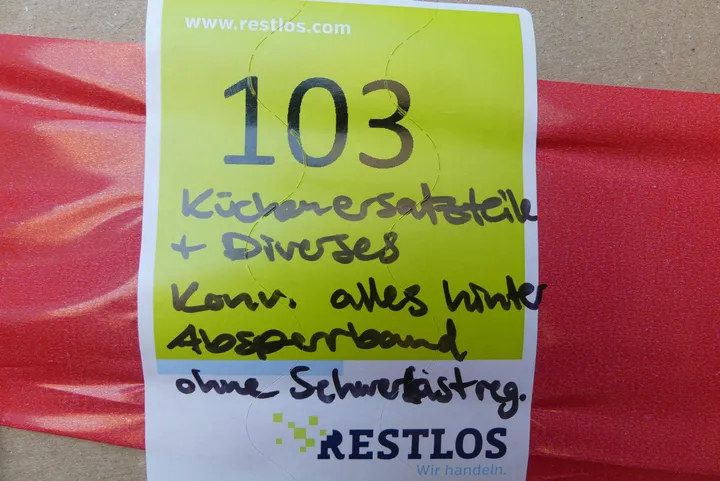 www.restlos.com
103
Küchenersatzteile
+ Diverses
Konv. alles hinter
Absperrband
ohne Schwerlastreg.
RESTLOS
Wir handeln.